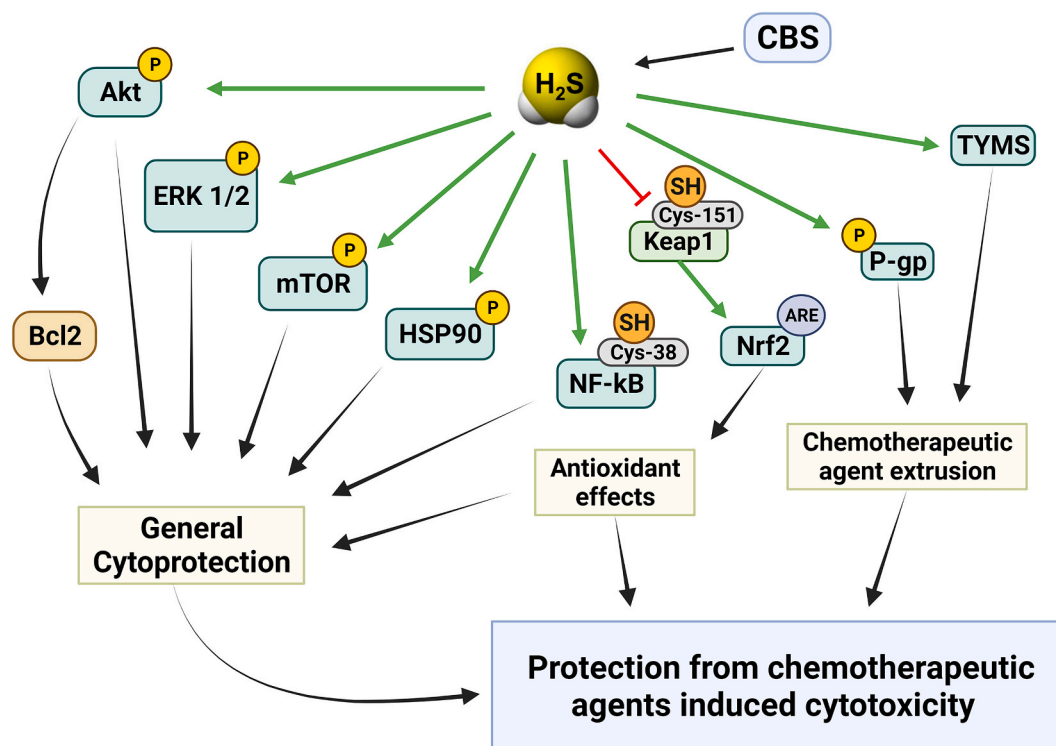 CBS
H₂S
P
Akt
P
ERK 1/2
TYMS
SH
Cys-151
Keap1
P
P-gp
P
mTOR
P
HSP90
Bcl2
SH
Cys-38
NF-kB
ARE
Nrf2
Chemotherapeutic
agent extrusion
Antioxidant
effects
General
Cytoprotection
Protection from chemotherapeutic
agents induced cytotoxicity